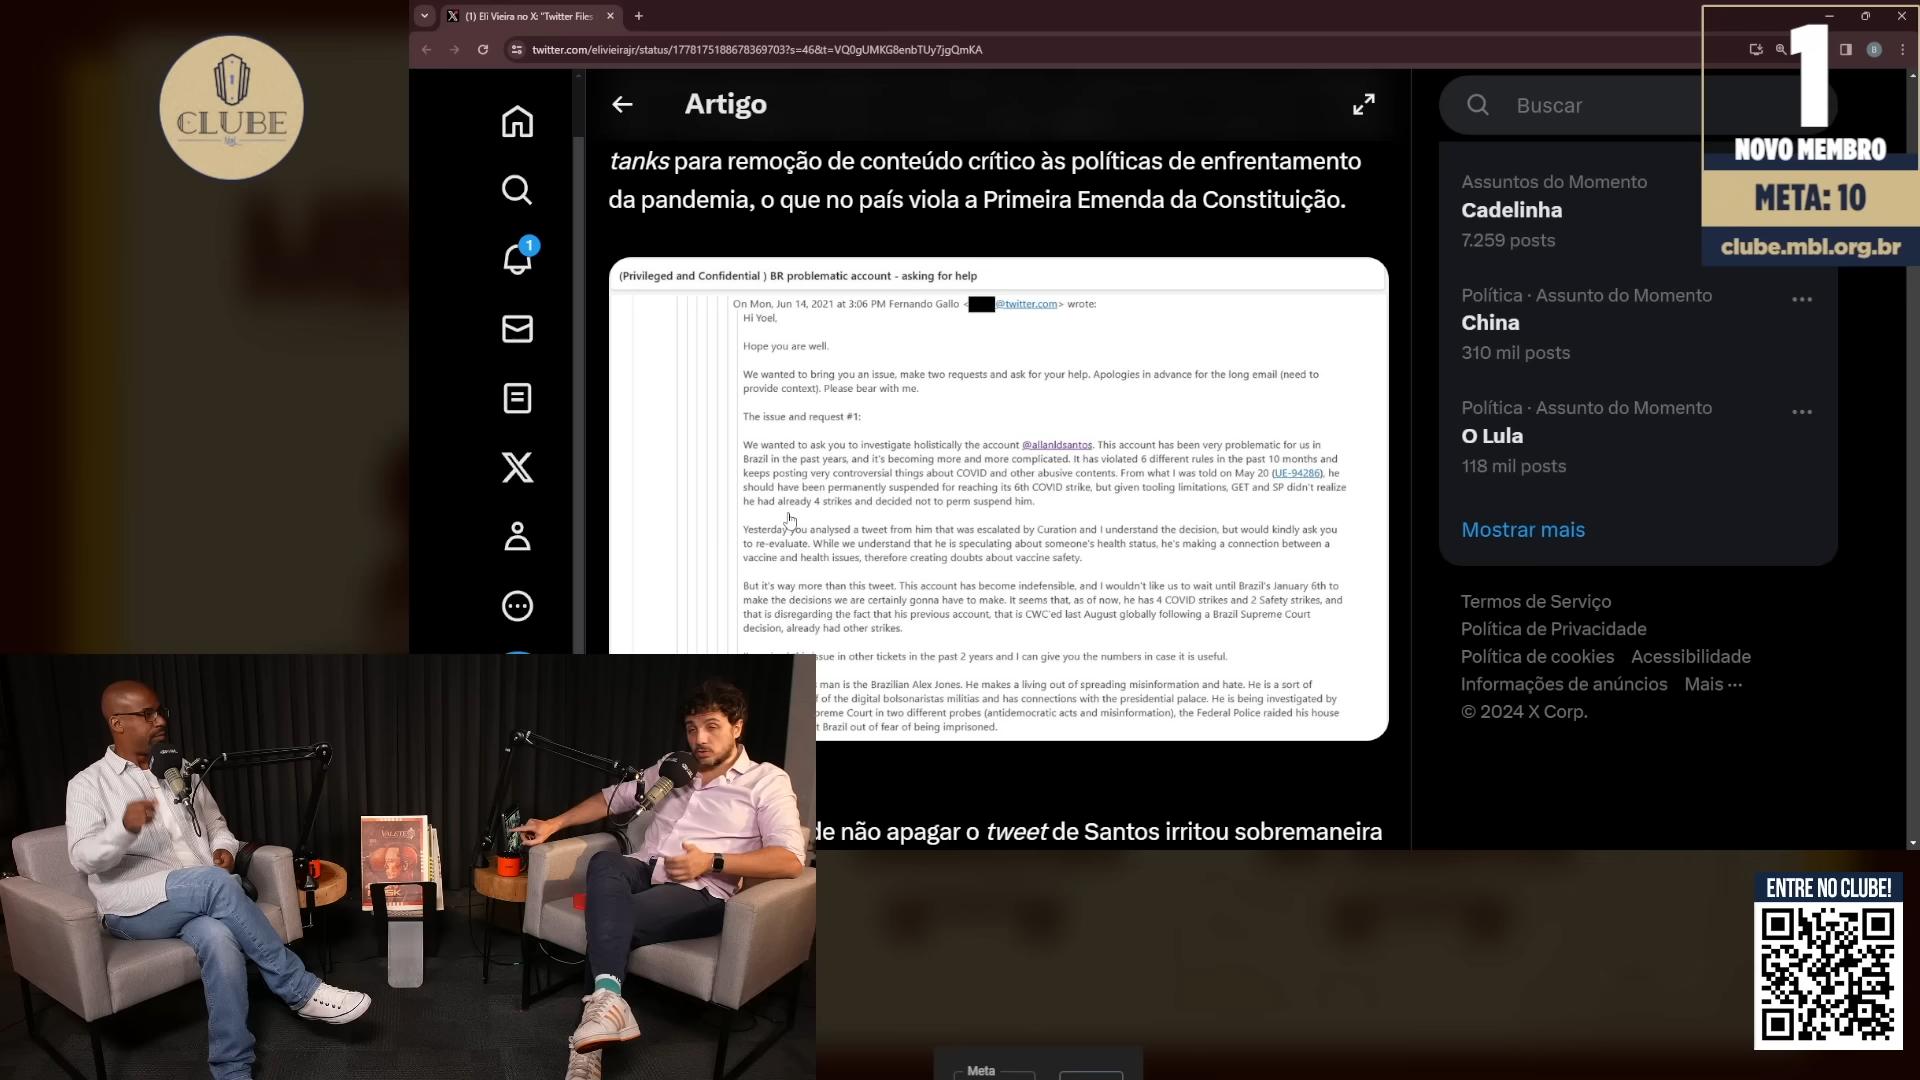 CLUBE
(1) Eli Vieira no X: "Twitter Files
twitter.com/elivieirajr/status/1778175188678369703?s=46&t=VQ0gUMKG8enbTUy7jgQmKA
Artigo
Buscar
1
NOVO MEMBRO
META: 10
clube.mbl.org.br
tanks para remoção de conteúdo crítico às políticas de enfrentamento
da pandemia, o que no país viola a Primeira Emenda da Constituição.
(Privileged and Confidential ) BR problematic account - asking for help
On Mon, Jun 14, 2021 at 3:06 PM Fernando Gallo < @twitter.com> wrote:
Hi Yoel,
Hope you are well.
We wanted to bring you an issue, make two requests and ask for your help. Apologies in advance for the long email (need to
provide context). Please bear with me.
The issue and request #1:
We wanted to ask you to investigate holistically the account @allanldsantos. This account has been very problematic for us in
Brazil in the past years, and it's becoming more and more complicated. It has violated 6 different rules in the past 10 months and
keeps posting very controversial things about COVID and other abusive contents. From what I was told on May 20 (UE-94286), he
should have been permanently suspended for reaching its 6th COVID strike, but given tooling limitations, GET and SP didn't realize
he had already 4 strikes and decided not to perm suspend him.
Yesterday you analysed a tweet from him that was escalated by Curation and I understand the decision, but would kindly ask you
to re-evaluate. While we understand that he is speculating about someone's health status, he's making a connection between a
vaccine and health issues, therefore creating doubts about vaccine safety.
But it's way more than this tweet. This account has become indefensible, and I wouldn't like us to wait until Brazil's January 6th to
make the decisions we are certainly gonna have to make. It seems that, as of now, he has 4 COVID strikes and 2 Safety strikes, and
that is disregarding the fact that his previous account, that is CWC'ed last August globally following a Brazil Supreme Court
decision, already had other strikes.
sue in other tickets in the past 2 years and I can give you the numbers in case it is useful.
man is the Brazilian Alex Jones. He makes a living out of spreading misinformation and hate. He is a sort of
f of the digital bolsonaristas militias and has connections with the presidential palace. He is being investigated by
preme Court in two different probes (antidemocratic acts and misinformation), the Federal Police raided his house
t Brazil out of fear of being imprisoned.
de não apagar o tweet de Santos irritou sobremaneira
1
Assuntos do Momento
Cadelinha
7.259 posts
Política · Assunto do Momento
China
310 mil posts
Política · Assunto do Momento
O Lula
118 mil posts
Mostrar mais
Termos de Serviço
Política de Privacidade
Política de cookies Acessibilidade
Informações de anúncios Mais ···
© 2024 X Corp.
VALETE
ENTRE NO CLUBE!
Meta